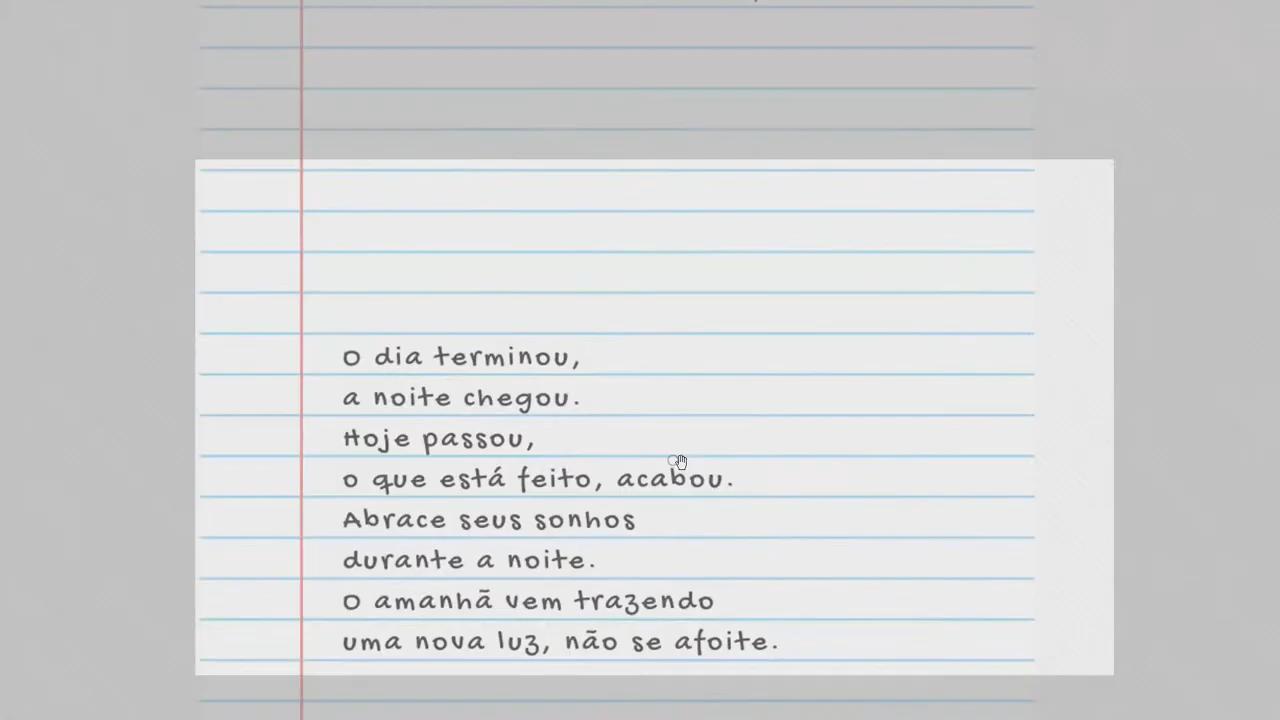 O dia terminou,
a noite chegou.
Hoje passou,
o que está feito, acabou.
Abrace seus sonhos
durante a noite.
O amanhã vem trazendo
uma nova luz, não se afoite.